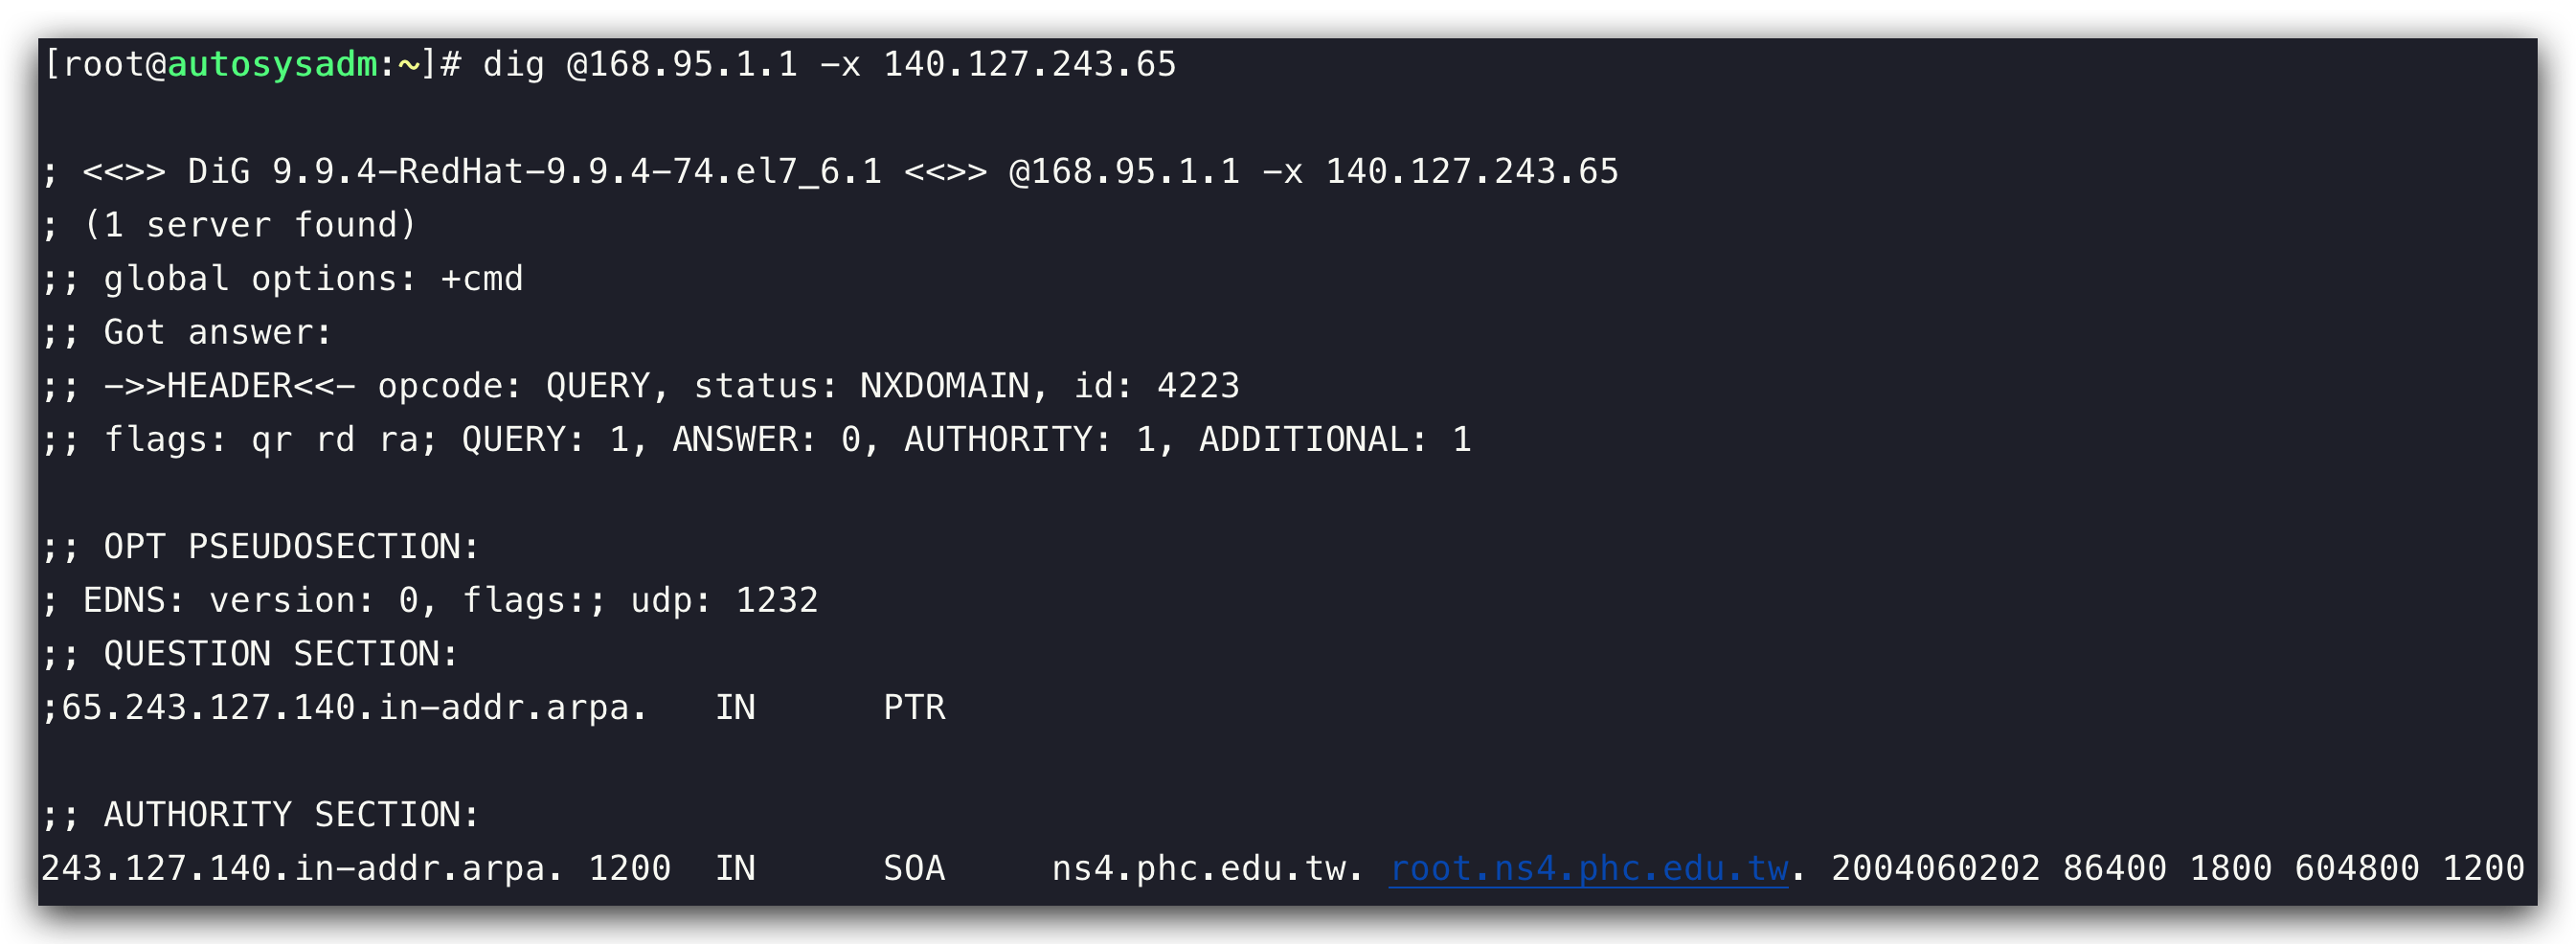 [root@autosysadm:~]# dig @168.95.1.1 -x 140.127.243.65
; <<>> DiG 9.9.4-RedHat-9.9.4-74.el7_6.1 <<>> @168.95.1.1 -x 140.127.243.65
; (1 server found)
;; global options: +cmd
;; Got answer:
;; ->>HEADER<<- opcode: QUERY, status: NXDOMAIN, id: 4223
;; flags: qr rd ra; QUERY: 1, ANSWER: 0, AUTHORITY: 1, ADDITIONAL: 1
;; OPT PSEUDOSECTION:
; EDNS: version: 0, flags:; udp: 1232
;; QUESTION SECTION:
;65.243.127.140.in-addr.arpa. IN PTR
;; AUTHORITY SECTION:
243.127.140.in-addr.arpa. 1200 IN SOA ns4.phc.edu.tw. root.ns4.phc.edu.tw. 2004060202 86400 1800 604800 1200